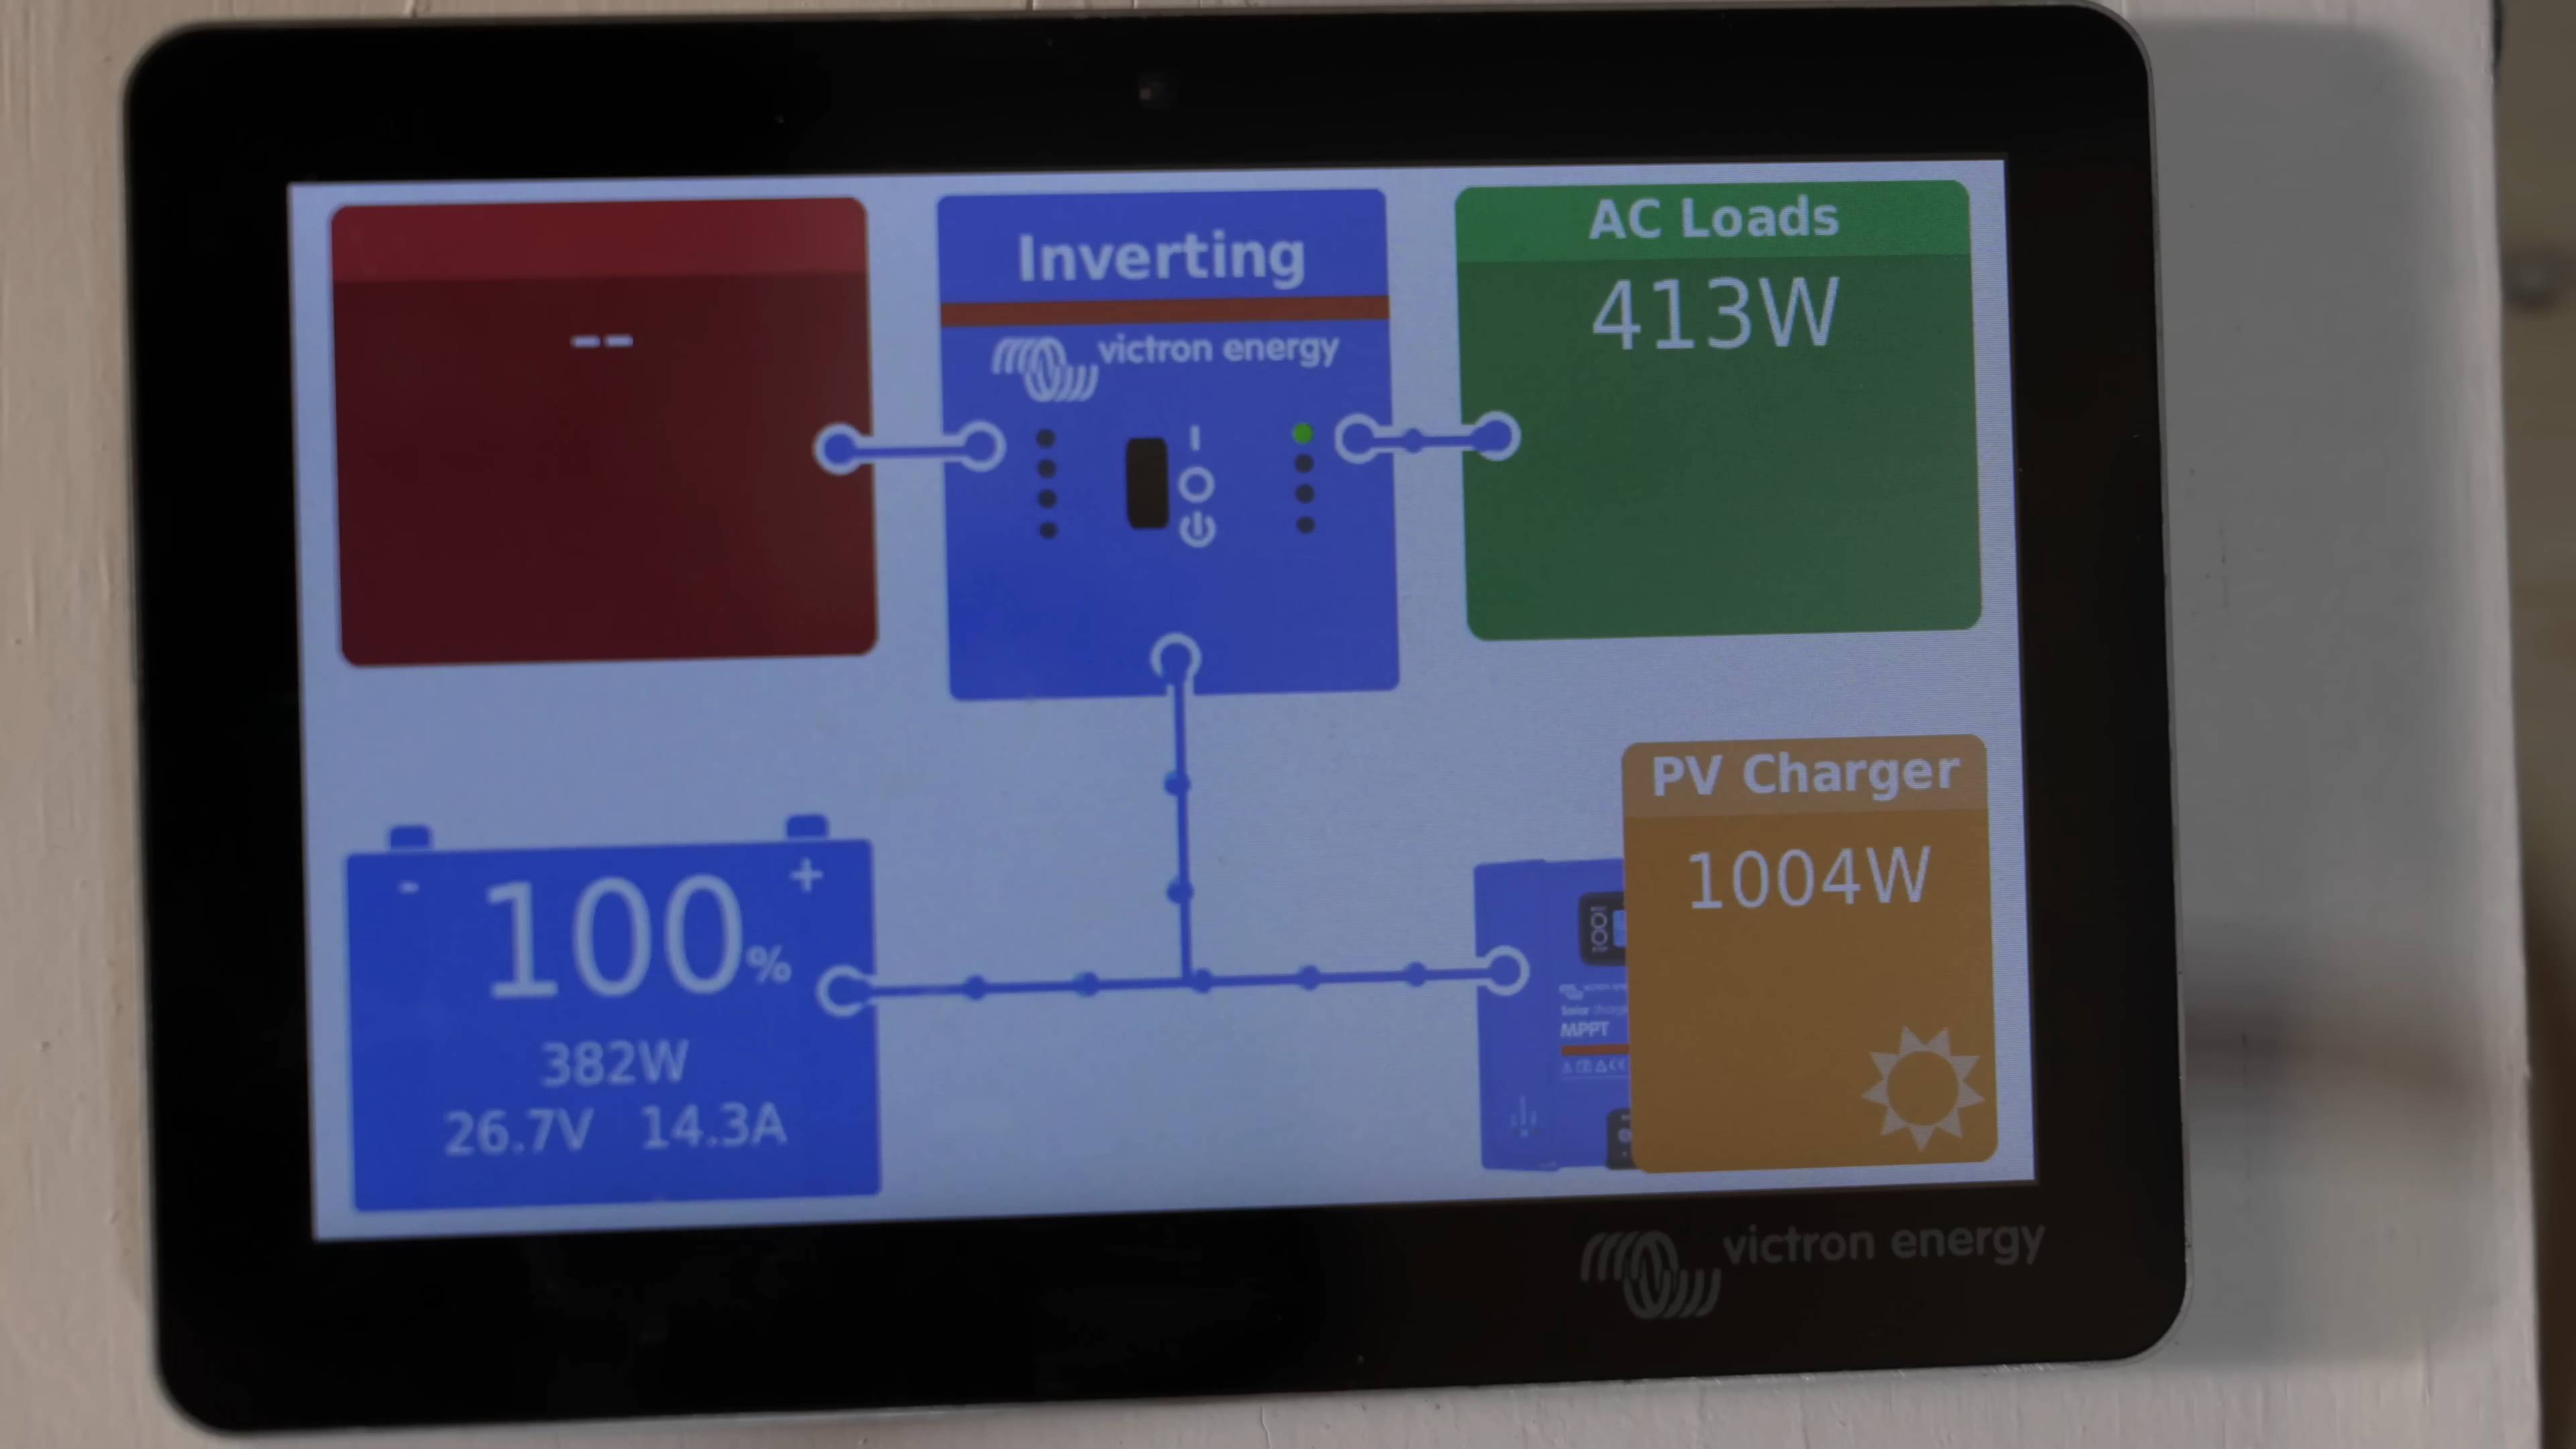 --
Inverting
victron energy
AC Loads
413W
- +
100%
382W
26.7V 14.3A
PV Charger
1004W
MPPT
victron energy